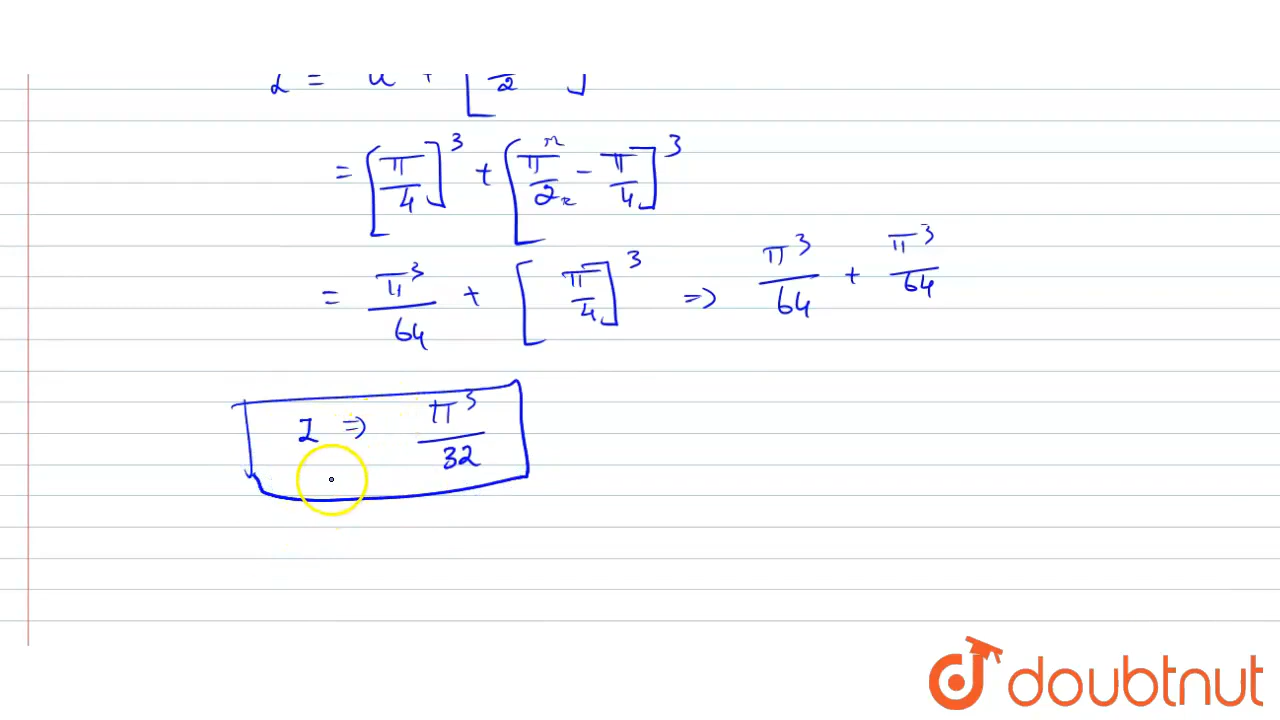 = [π/4]³ + [π/2 - π/4]³
= π³/64 + [π/4]³ => π³/64 + π³/64
=> π³/32
doubtnut